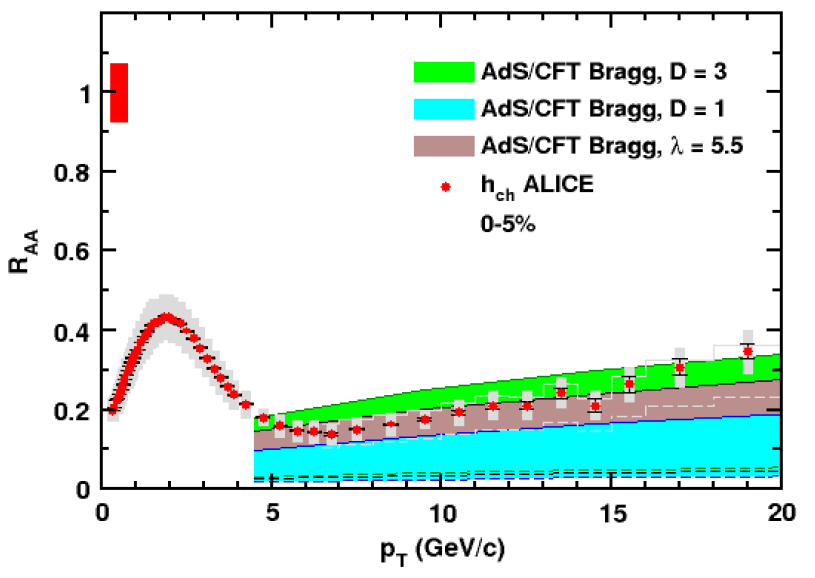 AdS/CFT Bragg, D = 3
AdS/CFT Bragg, D = 1
AdS/CFT Bragg, λ = 5.5
h_ch ALICE
0-5%
R_AA
1
0.8
0.6
0.4
0.2
0
0 5 10 15 20
p_T (GeV/c)